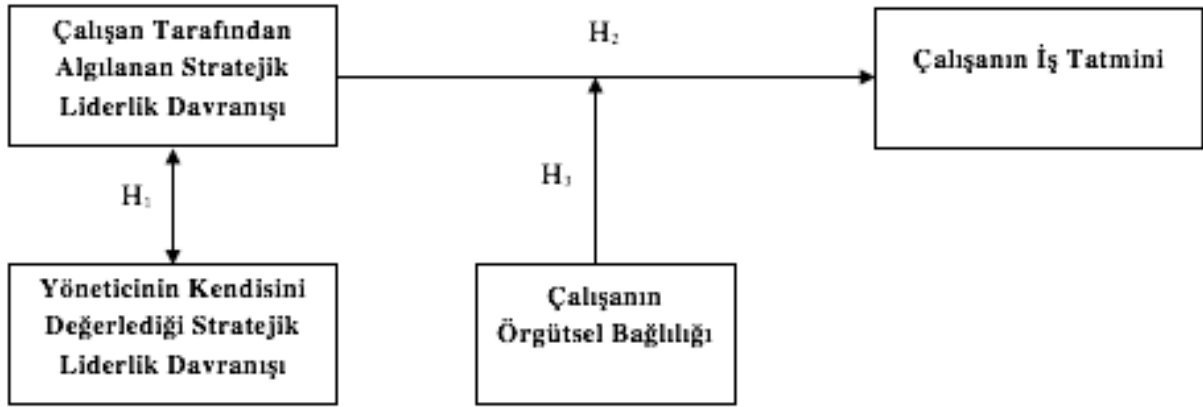 Çalışan Tarafından
Algılanan Stratejik
Liderlik Davranışı
H₂
Çalışanın İş Tatmini
H₁
H₃
Yöneticinin Kendisini
Değerlediği Stratejik
Liderlik Davranışı
Çalışanın
Örgütsel Bağlılığı